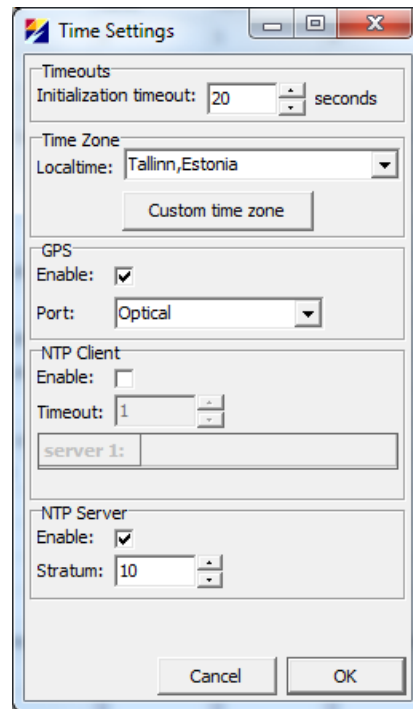 Time Settings
Timeouts
Initialization timeout: 20 seconds
Time Zone
Localtime: Tallinn,Estonia
Custom time zone
GPS
Enable:
Port: Optical
NTP Client
Enable:
Timeout: 1
server 1:
NTP Server
Enable:
Stratum: 10
Cancel OK